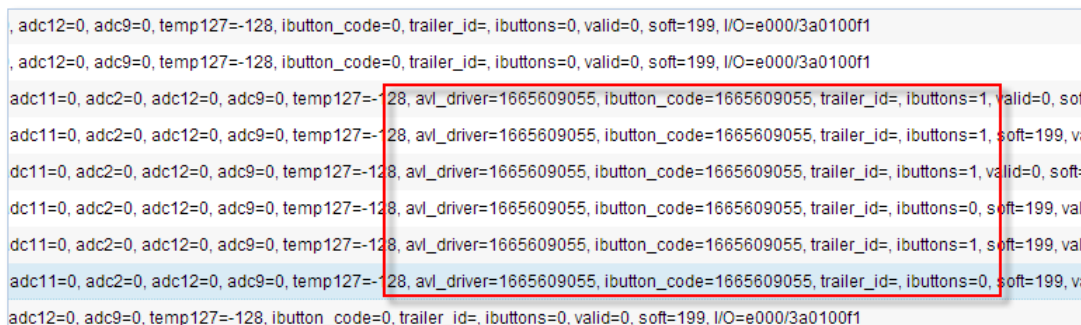 , adc12=0, adc9=0, temp127=-128, ibutton_code=0, trailer_id=, ibuttons=0, valid=0, soft=199, I/O=e000/3a0100f1
, adc12=0, adc9=0, temp127=-128, ibutton_code=0, trailer_id=, ibuttons=0, valid=0, soft=199, I/O=e000/3a0100f1
adc11=0, adc2=0, adc12=0, adc9=0, temp127=-128, avl_driver=1665609055, ibutton_code=1665609055, trailer_id=, ibuttons=1, valid=0, sof
adc11=0, adc2=0, adc12=0, adc9=0, temp127=-128, avl_driver=1665609055, ibutton_code=1665609055, trailer_id=, ibuttons=1, soft=199, va
dc11=0, adc2=0, adc12=0, adc9=0, temp127=-128, avl_driver=1665609055, ibutton_code=1665609055, trailer_id=, ibuttons=1, valid=0, soft=
dc11=0, adc2=0, adc12=0, adc9=0, temp127=-128, avl_driver=1665609055, ibutton_code=1665609055, trailer_id=, ibuttons=0, soft=199, val
dc11=0, adc2=0, adc12=0, adc9=0, temp127=-128, avl_driver=1665609055, ibutton_code=1665609055, trailer_id=, ibuttons=1, soft=199, val
adc11=0, adc2=0, adc12=0, adc9=0, temp127=-128, avl_driver=1665609055, ibutton_code=1665609055, trailer_id=, ibuttons=0, soft=199, va
adc12=0, adc9=0, temp127=-128, ibutton_code=0, trailer_id=, ibuttons=0, valid=0, soft=199, I/O=e000/3a0100f1